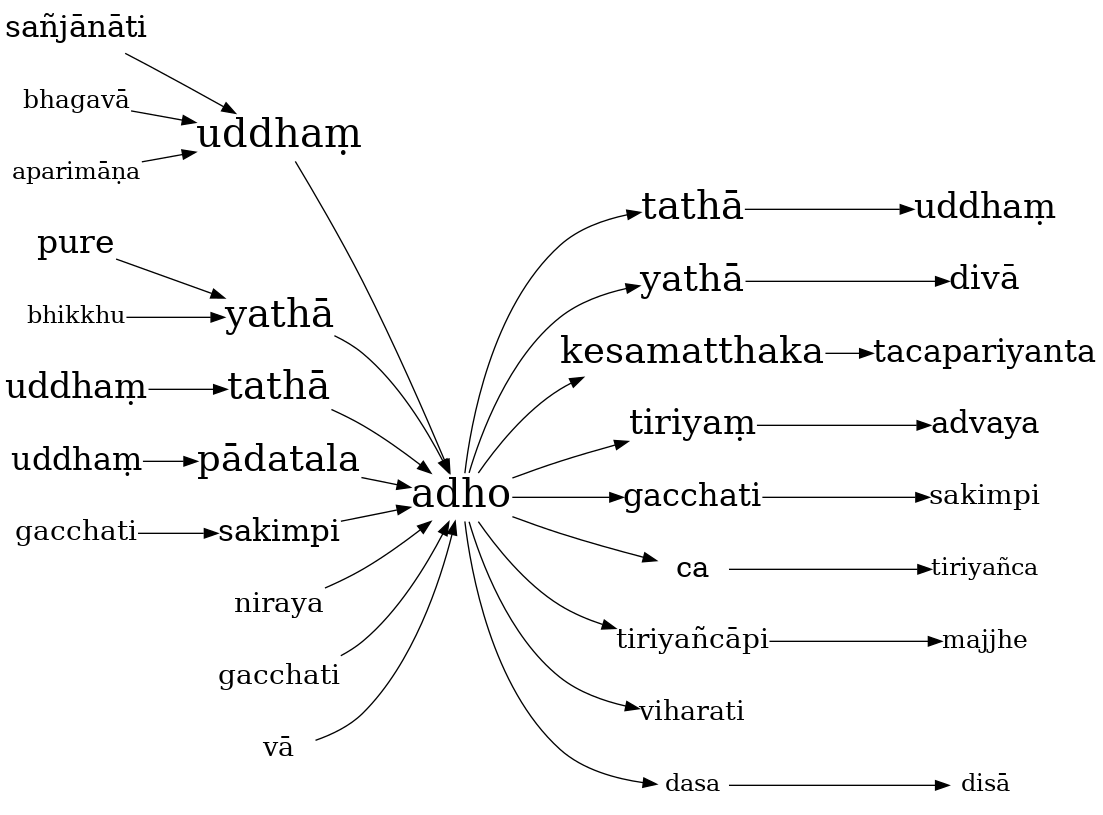 sañjānāti
bhagavā
uddhaṃ
aparimāṇa
tathā uddhaṃ
pure
yathā divā
bhikkhu yathā
kesamatthaka tacapariyanta
uddhaṃ tathā
tiriyaṃ advaya
uddhaṃ pādatala
adho gacchati sakimpi
gacchati sakimpi
ca tiriyañca
niraya
tiriyañcāpi majjhe
gacchati
viharati
vā
dasa disā